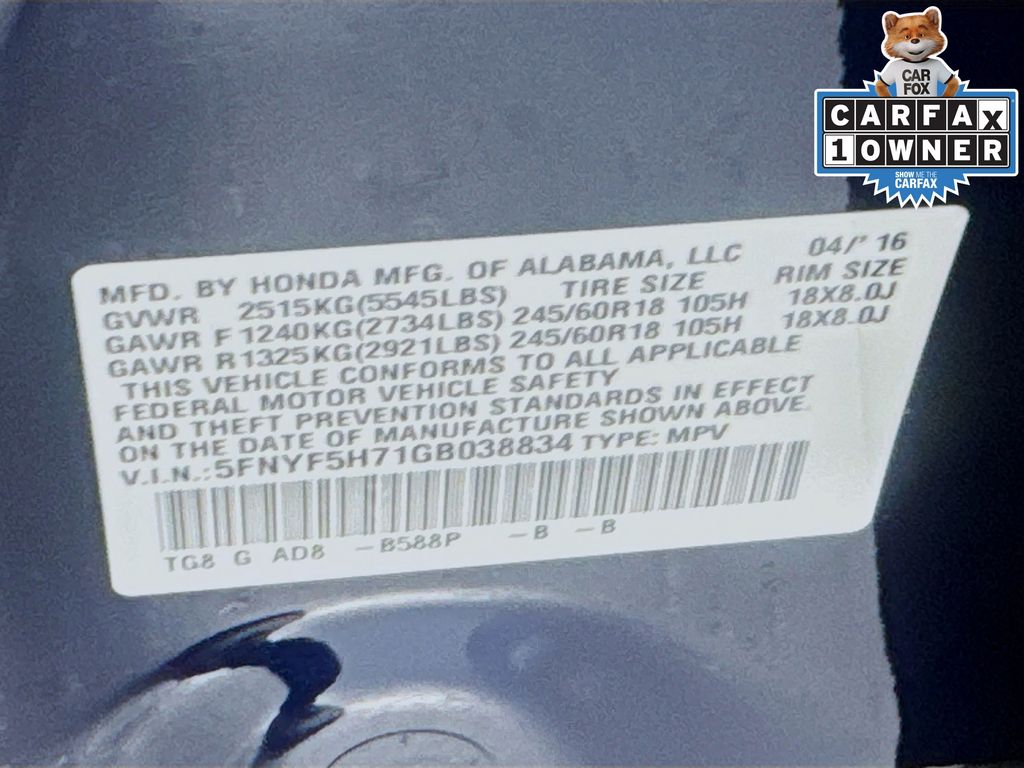 CAR
FOX
CARFAX
1 OWNER
SHOW ME THE
CARFAX
MFD. BY HONDA MFG. OF ALABAMA, LLC 04/' 16
GVWR 2515KG(5545LBS) TIRE SIZE RIM SIZE
GAWR F 1240KG(2734LBS) 245/60R18 105H 18X8.0J
GAWR R 1325KG(2921LBS) 245/60R18 105H 18X8.0J
THIS VEHICLE CONFORMS TO ALL APPLICABLE
FEDERAL MOTOR VEHICLE SAFETY
AND THEFT PREVENTION STANDARDS IN EFFECT
ON THE DATE OF MANUFACTURE SHOWN ABOVE.
V.I.N.:5FNYF5H71GB038834 TYPE: MPV
TG8 G AD8 -B588P -B -B